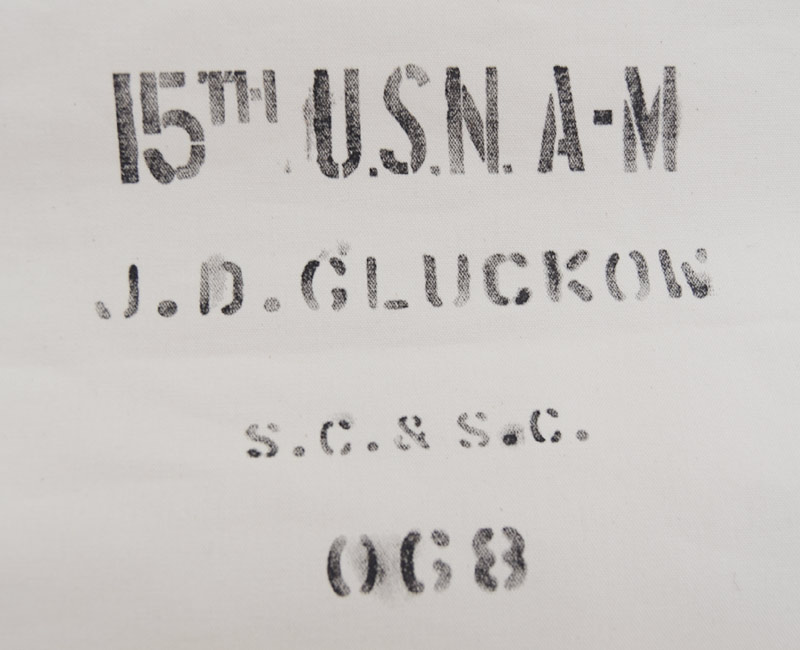 15TH U.S.N. A-M
J.D. GLUCKOW
S.C. & S.C.
068